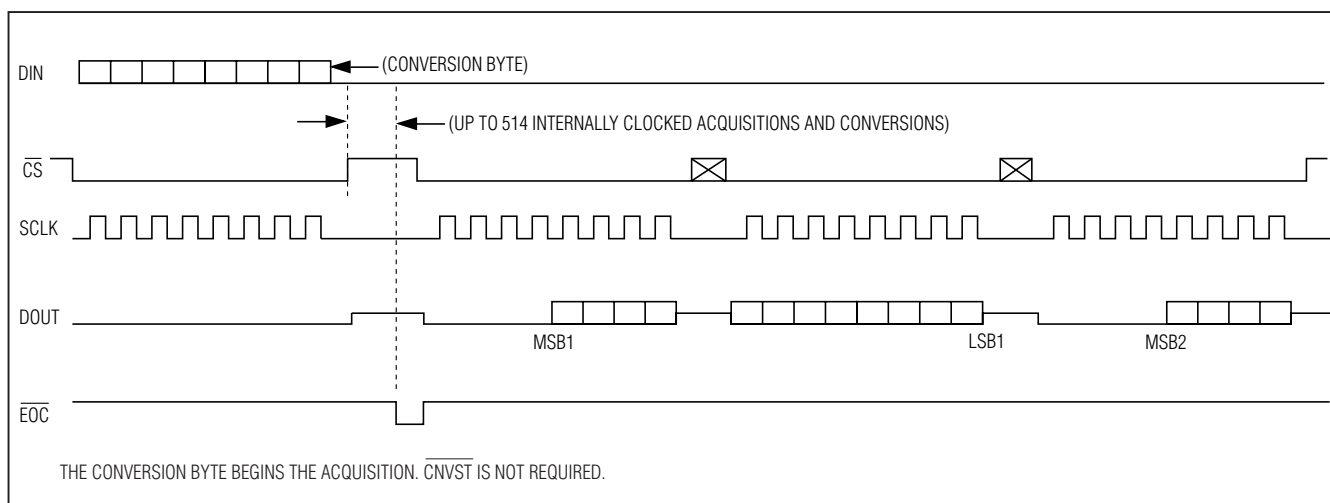 DIN
(CONVERSION BYTE)
(UP TO 514 INTERNALLY CLOCKED ACQUISITIONS AND CONVERSIONS)
CS
SCLK
DOUT
MSB1
LSB1
MSB2
EOC
THE CONVERSION BYTE BEGINS THE ACQUISITION. CNVST IS NOT REQUIRED.